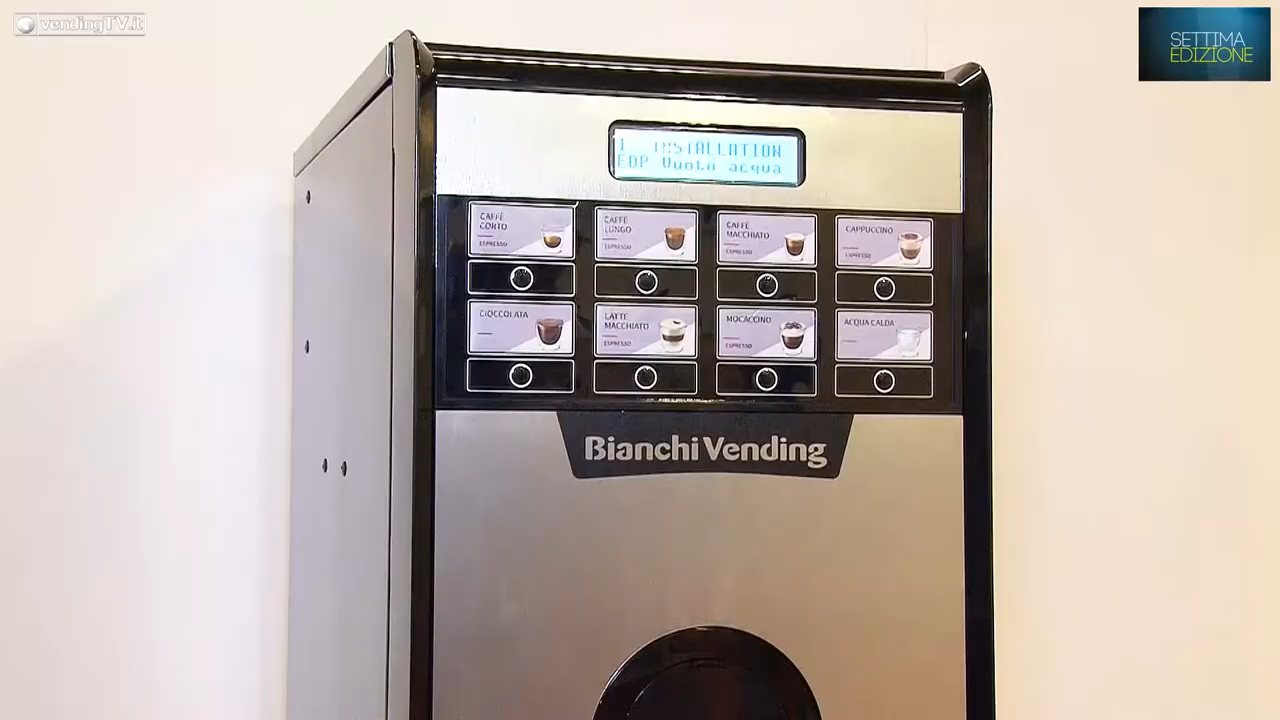 vendingTV.it
SETTIMA
EDIZIONE
I INSTALLATION
EDP Vuoto acqua
CAFFÈ
CORTO
ESPRESSO
CAFFÈ
LUNGO
ESPRESSO
CAFFÈ
MACCHIATO
ESPRESSO
CAPPUCCINO
ESPRESSO
CIOCCOLATA
LATTE
MACCHIATO
ESPRESSO
MOCACCINO
ESPRESSO
ACQUA CALDA
Bianchi Vending